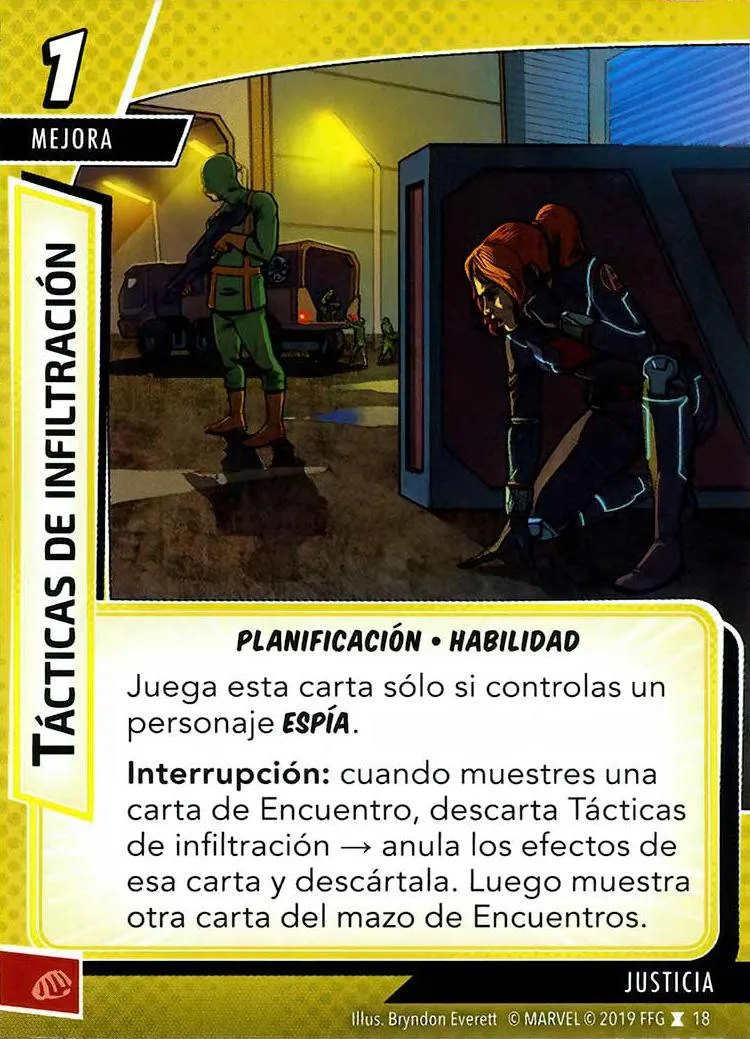 1
MEJORA
TÁCTICAS DE INFILTRACIÓN
PLANIFICACIÓN • HABILIDAD
Juega esta carta sólo si controlas un
personaje ESPÍA.
Interrupción: cuando muestres una
carta de Encuentro, descarta Tácticas
de infiltración → anula los efectos de
esa carta y descártala. Luego muestra
otra carta del mazo de Encuentros.
JUSTICIA
Illus. Bryndon Everett © MARVEL © 2019 FFG 18